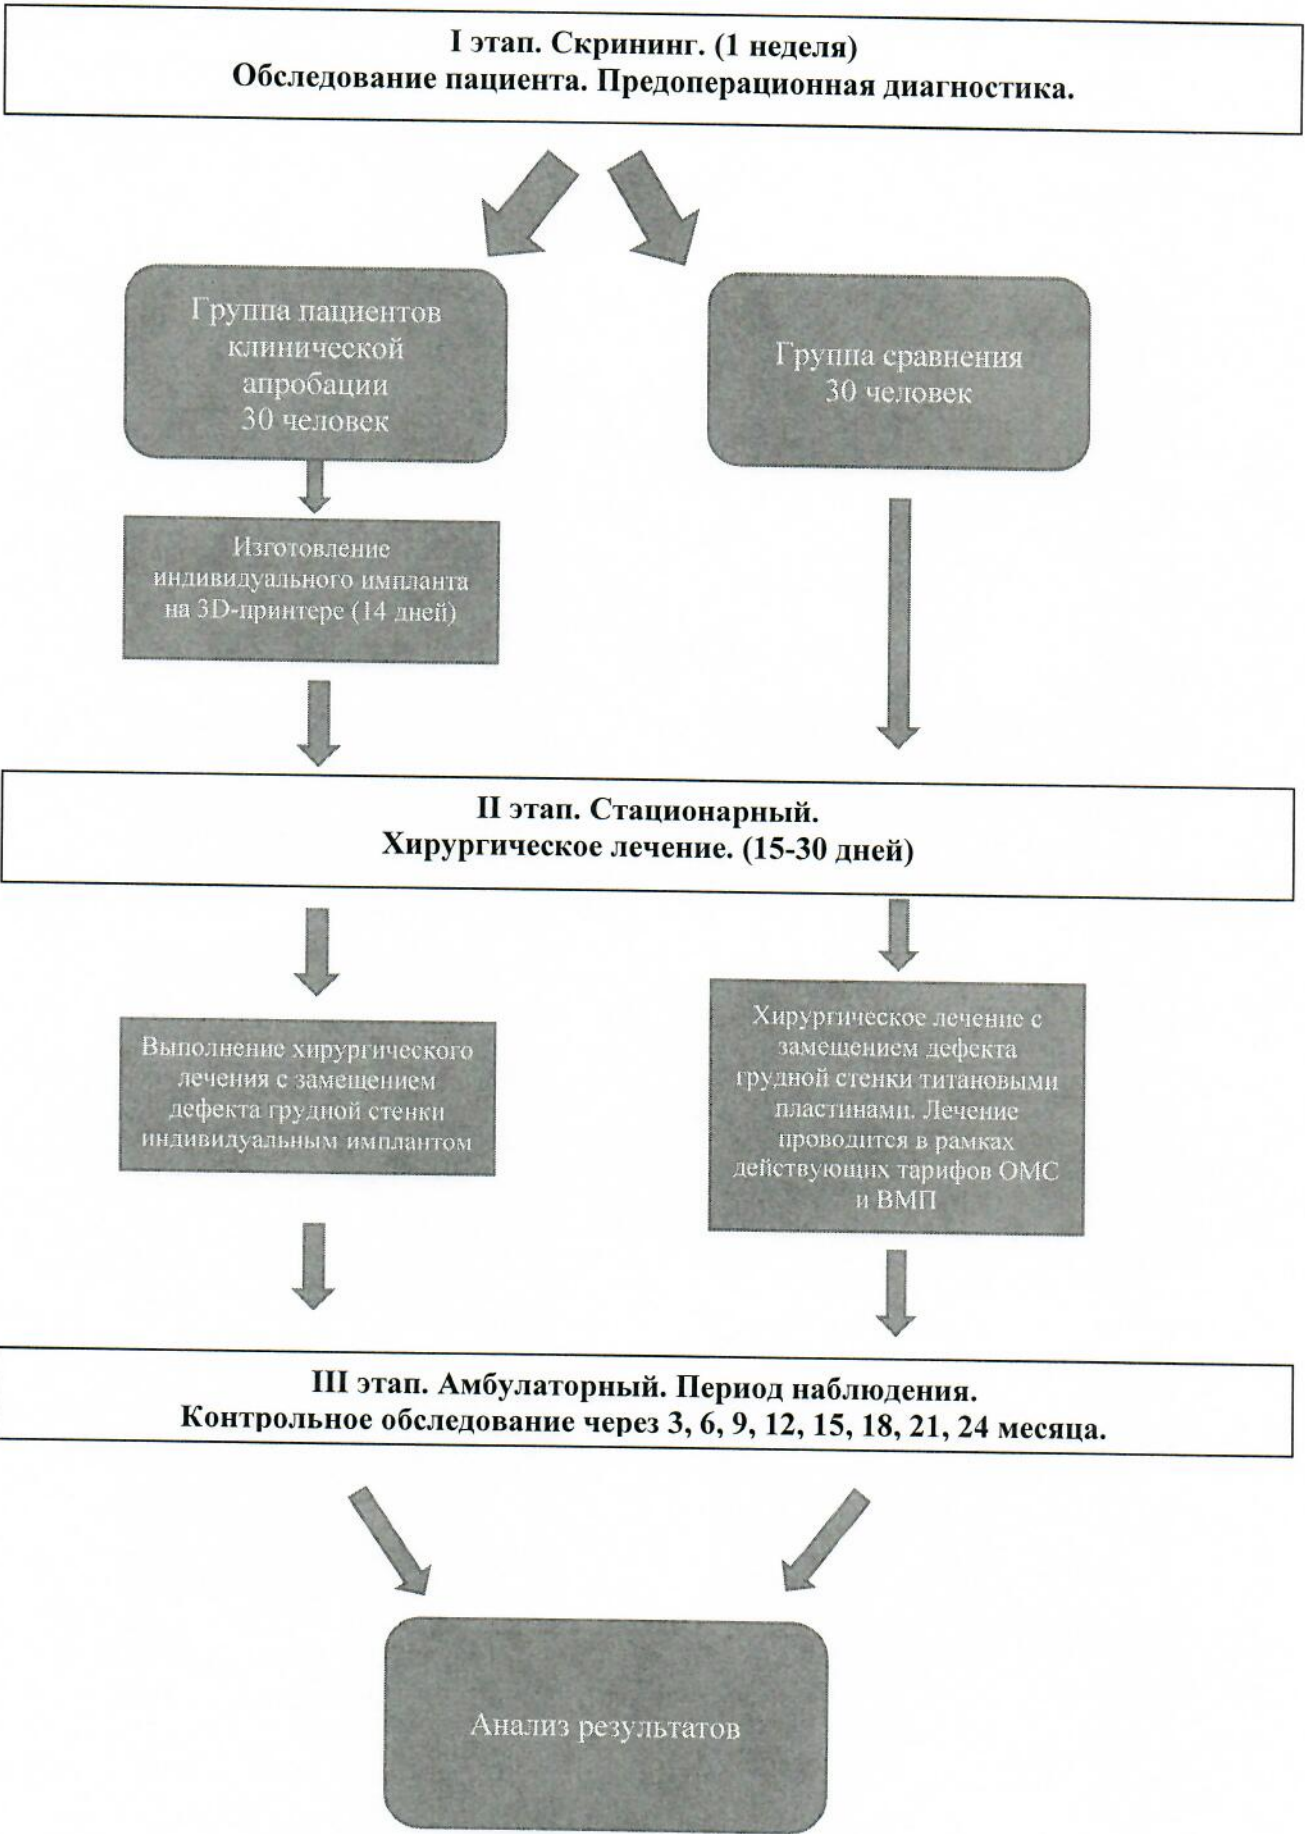 I этап. Скрининг. (1 неделя)
Обследование пациента. Предоперационная диагностика.
Группа пациентов
клинической
апробации
30 человек
Группа сравнения
30 человек
Изготовление
индивидуального импланта
на 3D-принтере (14 дней)
II этап. Стационарный.
Хирургическое лечение. (15-30 дней)
Выполнение хирургического
лечения с замещением
дефекта грудной стенки
индивидуальным имплантом
Хирургическое лечение с
замещением дефекта
грудной стенки титановыми
пластинами. Лечение
проводится в рамках
действующих тарифов ОМС
и ВМП
III этап. Амбулаторный. Период наблюдения.
Контрольное обследование через 3, 6, 9, 12, 15, 18, 21, 24 месяца.
Анализ результатов